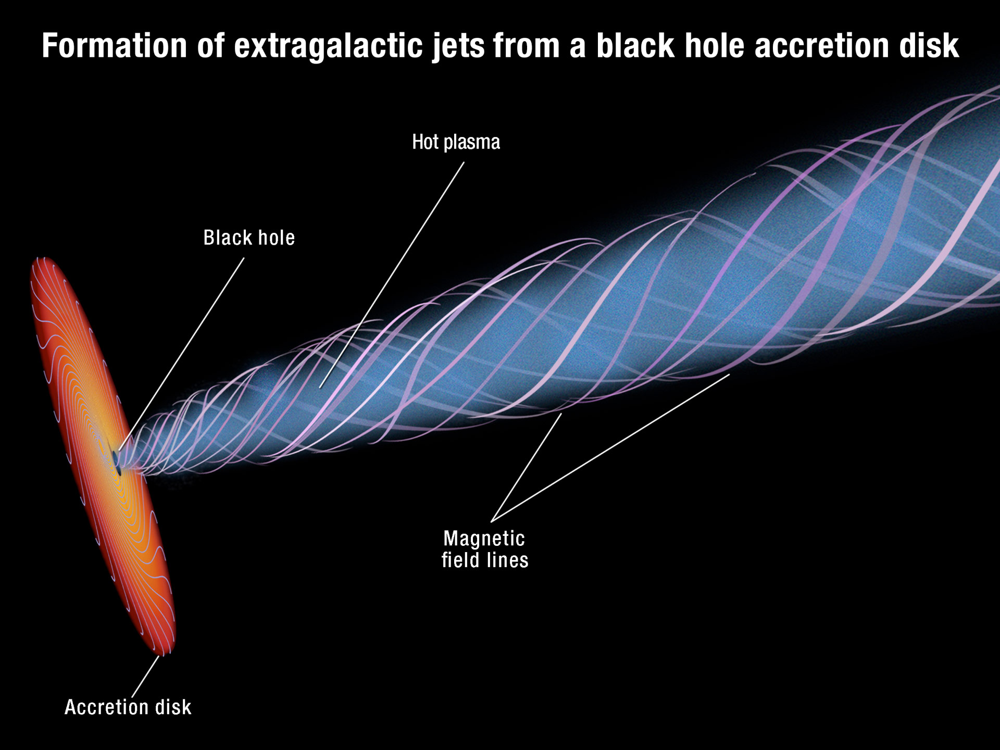 Formation of extragalactic jets from a black hole accretion disk
Hot plasma
Black hole
Magnetic
field lines
Accretion disk